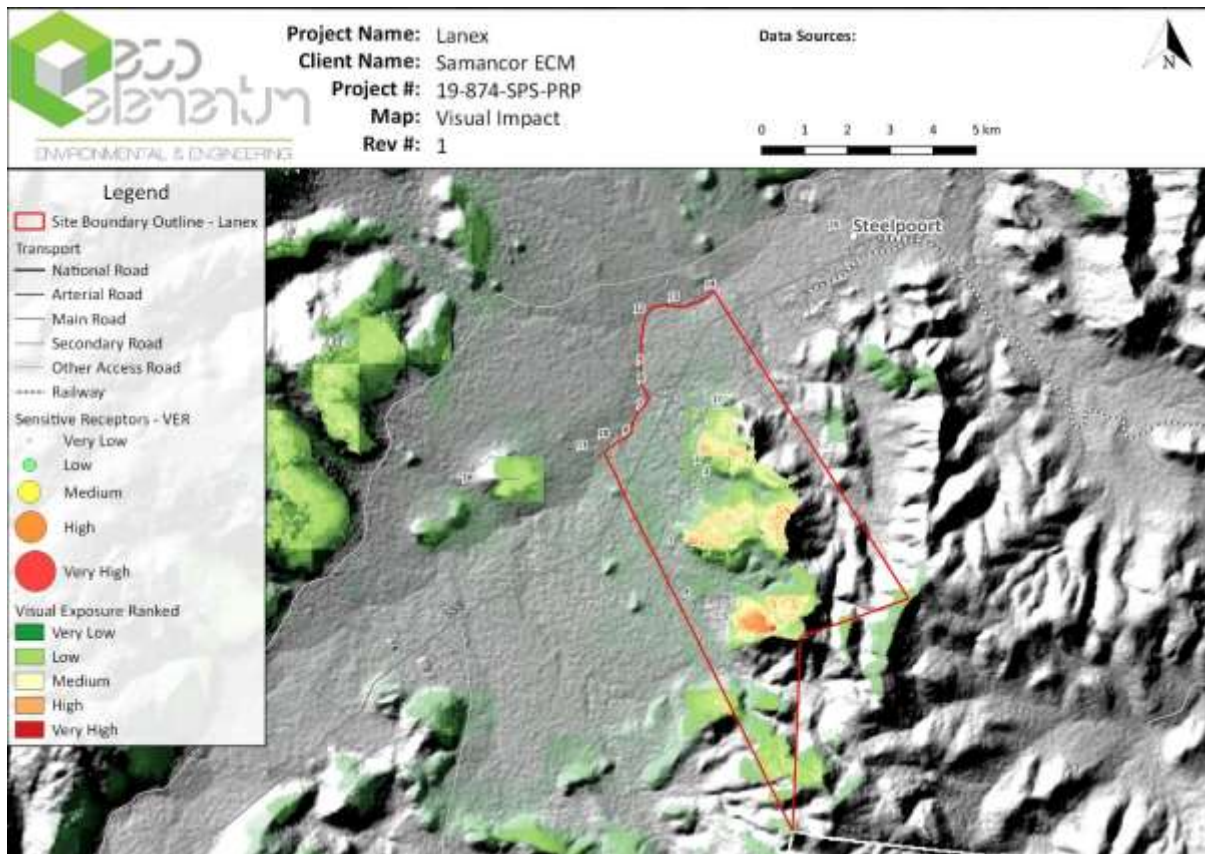 eco
elementum
ENVIRONMENTAL & ENGINEERING
Project Name: Lanex
Client Name: Samancor ECM
Project #: 19-874-SPS-PRP
Map: Visual Impact
Rev #: 1
Data Sources:
N
0 1 2 3 4 5 km
Legend
Site Boundary Outline - Lanex
Transport
National Road
Arterial Road
Main Road
Secondary Road
Other Access Road
Railway
Sensitive Receptors - VER
Very Low
Low
Medium
High
Very High
Visual Exposure Ranked
Very Low
Low
Medium
High
Very High
Steelpoort